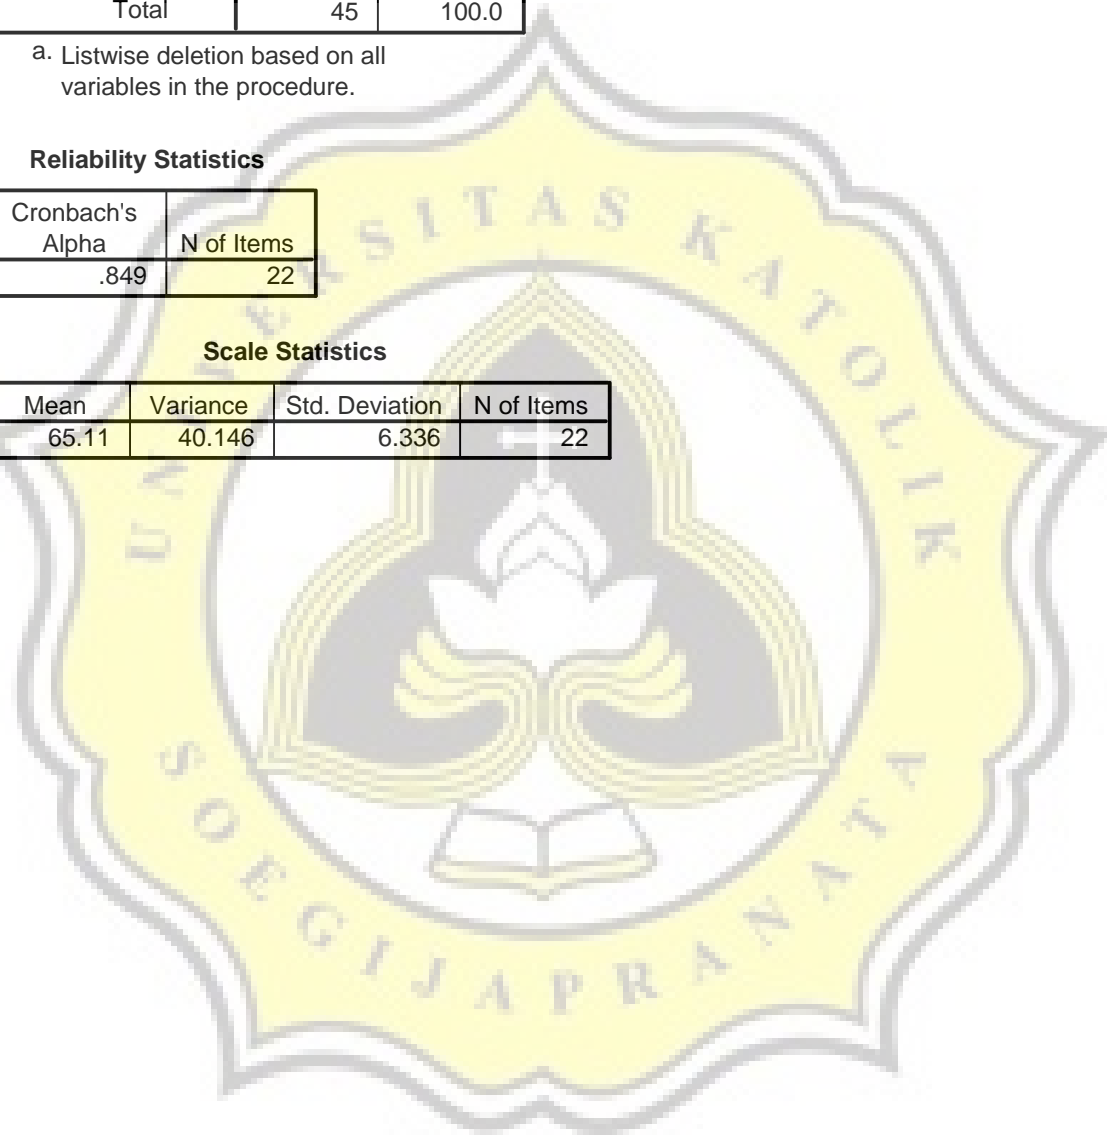 Total 45 100.0
a. Listwise deletion based on all
variables in the procedure.
Reliability Statistics
Cronbach's
Alpha N of Items
.849 22
Scale Statistics
Mean Variance Std. Deviation N of Items
65.11 40.146 6.336 22
UNIVERSITAS KATOLIK
SOEGIJAPRANATA